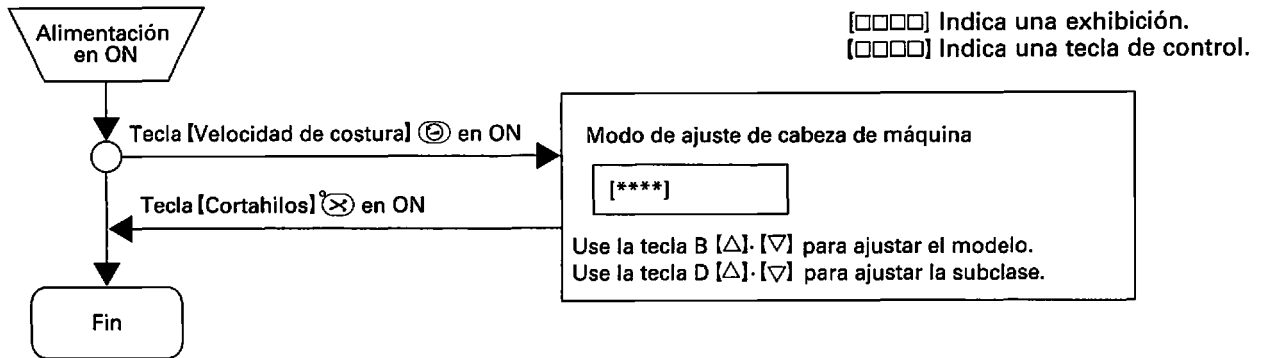 Alimentación
en ON
[□□□□] Indica una exhibición.
【□□□□】 Indica una tecla de control.
Tecla【Velocidad de costura】 en ON
Modo de ajuste de cabeza de máquina
[****]
Tecla【Cortahilos】 en ON
Use la tecla B【△】·【▽】 para ajustar el modelo.
Use la tecla D【△】·【▽】 para ajustar la subclase.
Fin